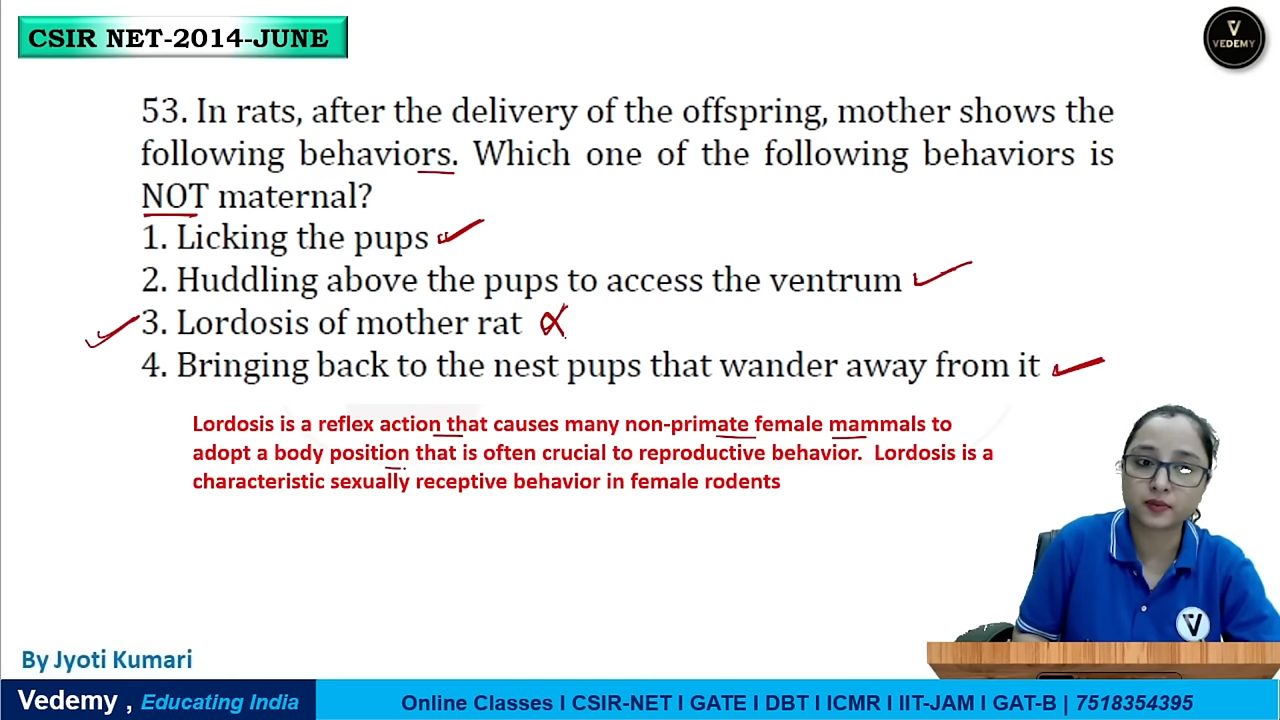 CSIR NET-2014-JUNE
VEDEMY
53. In rats, after the delivery of the offspring, mother shows the
following behaviors. Which one of the following behaviors is
NOT maternal?
1. Licking the pups
2. Huddling above the pups to access the ventrum
3. Lordosis of mother rat
4. Bringing back to the nest pups that wander away from it
Lordosis is a reflex action that causes many non-primate female mammals to
adopt a body position that is often crucial to reproductive behavior. Lordosis is a
characteristic sexually receptive behavior in female rodents
By Jyoti Kumari
Vedemy , Educating India
Online Classes I CSIR-NET I GATE I DBT I ICMR I IIT-JAM I GAT-B | 7518354395